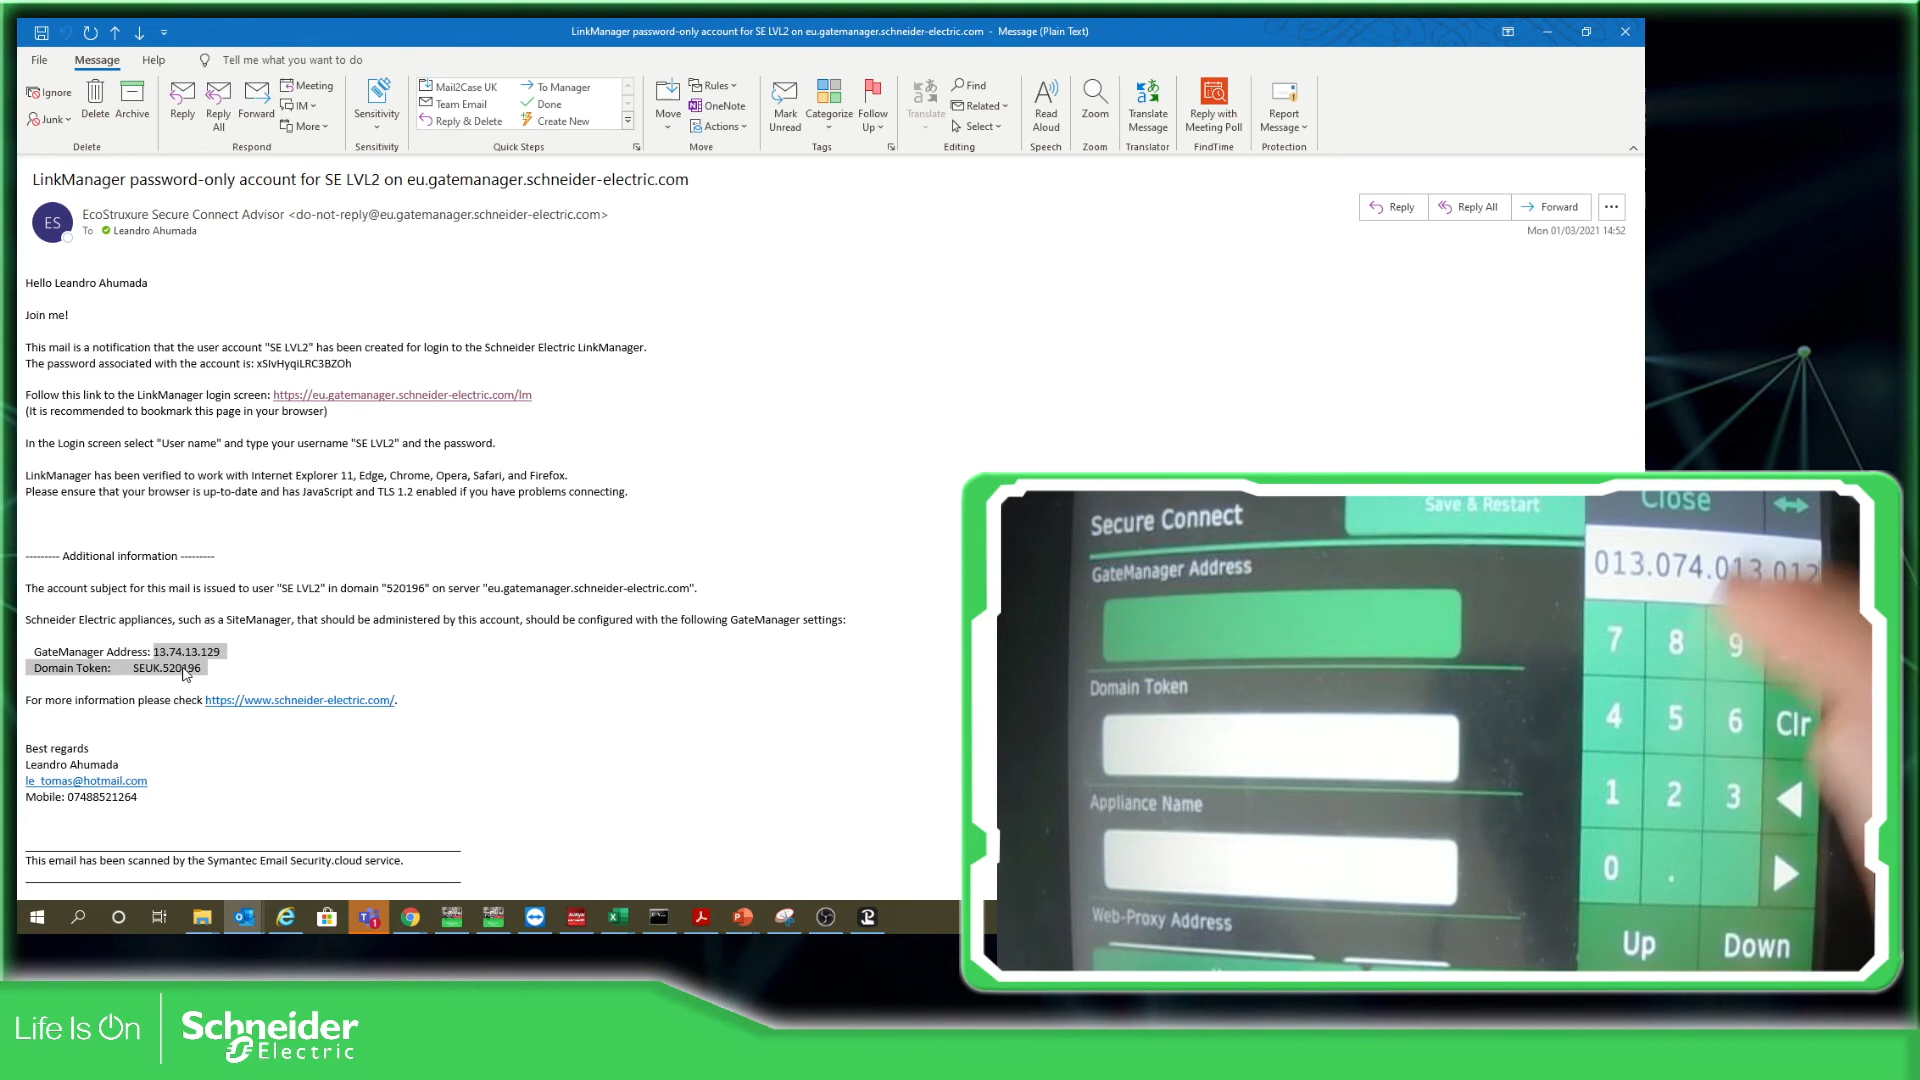 LinkManager password-only account for SE LVL2 on eu.gatemanager.schneider-electric.com - Message (Plain Text)
File Message Help Tell me what you want to do
Ignore
Junk
Delete
Archive
Delete
Reply
Reply All
Forward
Meeting
IM
More
Respond
Sensitivity
Sensitivity
Mail2Case UK
Team Email
Reply & Delete
To Manager
Done
Create New
Quick Steps
Move
Rules
OneNote
Actions
Move
Mark Unread
Categorize
Follow Up
Tags
Translate
Find
Related
Select
Editing
Read Aloud
Speech
Zoom
Zoom
Translate Message
Translator
Reply with Meeting Poll
FindTime
Report Message
Protection
LinkManager password-only account for SE LVL2 on eu.gatemanager.schneider-electric.com
ES
EcoStruxure Secure Connect Advisor <do-not-reply@eu.gatemanager.schneider-electric.com>
To Leandro Ahumada
Reply
Reply All
Forward
Mon 01/03/2021 14:52
Hello Leandro Ahumada
Join me!
This mail is a notification that the user account "SE LVL2" has been created for login to the Schneider Electric LinkManager.
The password associated with the account is: xSIvHyqiLRC3BZOh
Follow this link to the LinkManager login screen: https://eu.gatemanager.schneider-electric.com/lm
(It is recommended to bookmark this page in your browser)
In the Login screen select "User name" and type your username "SE LVL2" and the password.
LinkManager has been verified to work with Internet Explorer 11, Edge, Chrome, Opera, Safari, and Firefox.
Please ensure that your browser is up-to-date and has JavaScript and TLS 1.2 enabled if you have problems connecting.
--------- Additional information ---------
The account subject for this mail is issued to user "SE LVL2" in domain "520196" on server "eu.gatemanager.schneider-electric.com".
Schneider Electric appliances, such as a SiteManager, that should be administered by this account, should be configured with the following GateManager settings:
GateManager Address: 13.74.13.129
Domain Token: SEUK.520196
For more information please check https://www.schneider-electric.com/.
Best regards
Leandro Ahumada
le_tomas@hotmail.com
Mobile: 07488521264
This email has been scanned by the Symantec Email Security.cloud service.
Secure Connect
Save & Restart
Close
GateManager Address
013.074.013.012
Domain Token
Appliance Name
Web-Proxy Address
7 8 9
4 5 6 Clr
1 2 3
0 .
Up Down
Life Is On
Schneider
Electric